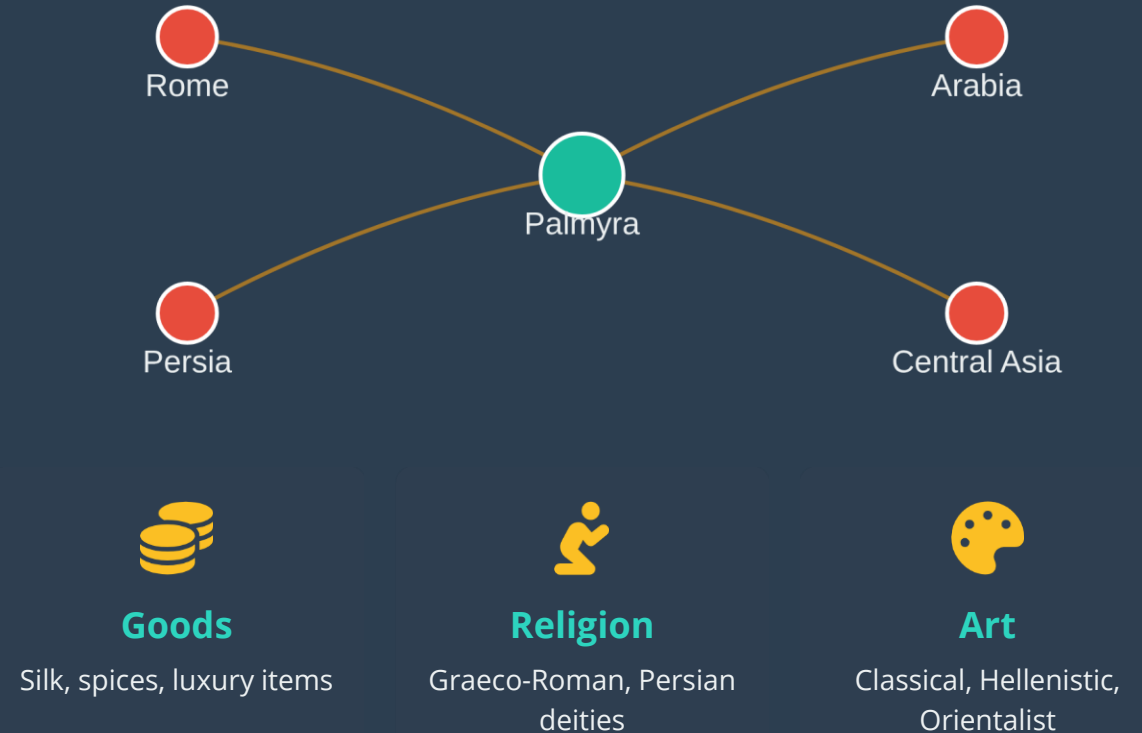 Rome
Arabia
Palmyra
Persia
Central Asia
Goods
Silk, spices, luxury items
Religion
Graeco-Roman, Persian
deities
Art
Classical, Hellenistic,
Orientalist